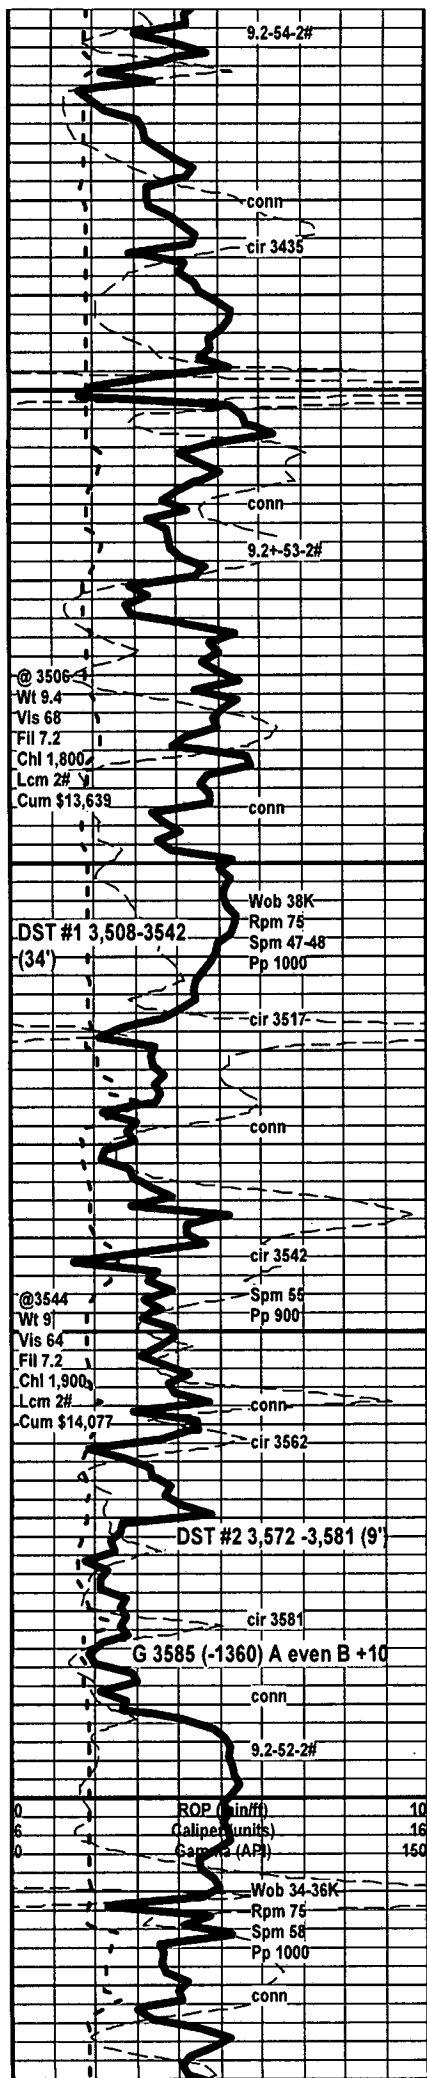 9.2-54-2#
conn
cir 3435
conn
9.2+-53-2#
@ 3506
Wt 9.4
Vis 68
Fil 7.2
Chl 1,800
Lcm 2#
Cum $13,639
conn
Wob 38K
Rpm 75
Spm 47-48
Pp 1000
DST #1 3,508-3542
(34')
cir 3517
conn
cir 3542
Spm 55
Pp 900
@3544
Wt 9
Vis 64
Fil 7.2
Chl 1,900
Lcm 2#
Cum $14,077
conn
cir 3562
DST #2 3,572 -3,581 (9')
cir 3581
G 3585 (-1360) A even B +10
conn
9.2-52-2#
0 ROP (min/ft) 10
6 Caliper (units) 16
0 Gamma (API) 150
Wob 34-36K
Rpm 75
Spm 58
Pp 1000
conn